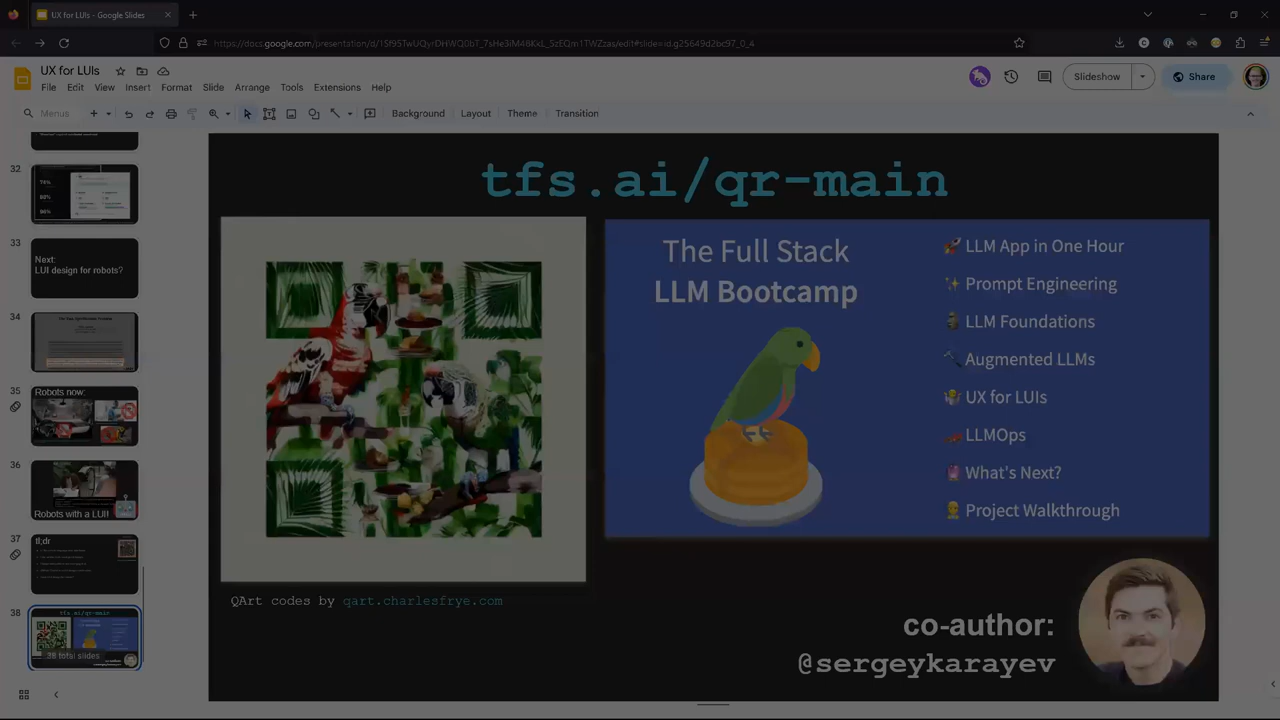 UX for LUIs - Google Slides
UX for LUIs
File Edit View Insert Format Slide Arrange Tools Extensions Help
Slideshow
Share
Menus
Background Layout Theme Transition
32
33
Next:
LUI design for robots?
34
35
Robots now:
36
Robots with a LUI!
37
tl;dr
38
38 total slides
tfs.ai/qr-main
The Full Stack
LLM Bootcamp
🚀 LLM App in One Hour
✨ Prompt Engineering
🗿 LLM Foundations
🔨 Augmented LLMs
🤷 UX for LUIs
🏎️ LLMOps
🔮 What's Next?
👷 Project Walkthrough
QArt codes by qart.charlesfrye.com
co-author:
@sergeykarayev